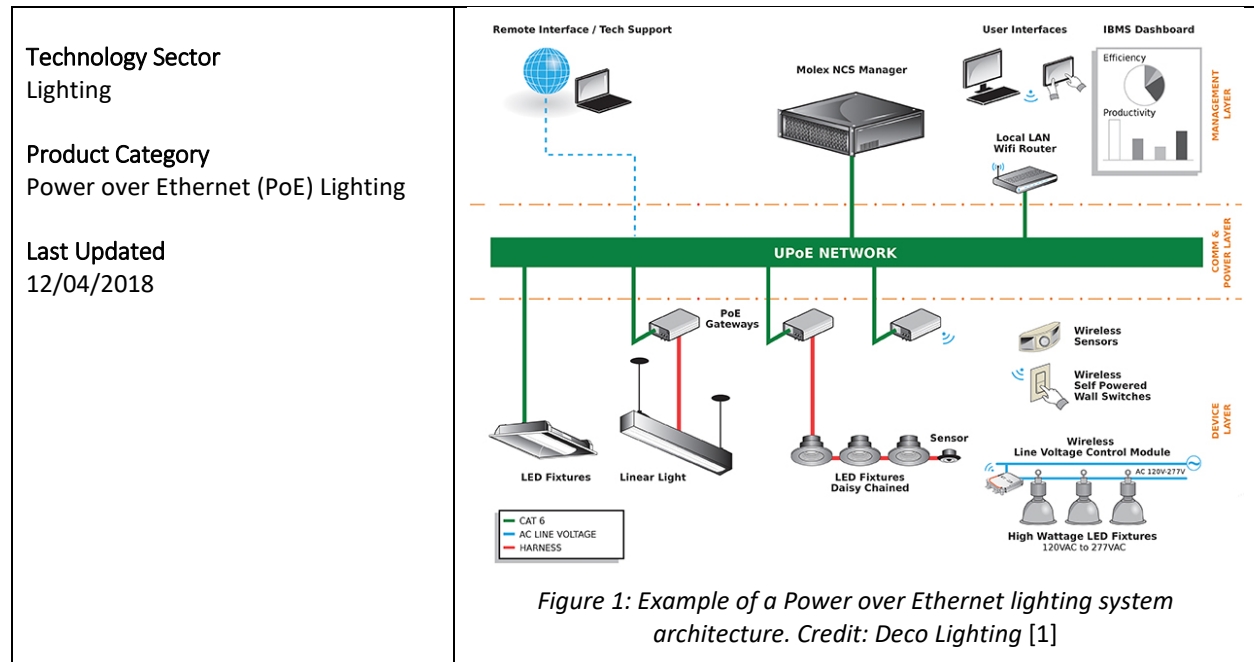 Technology Sector
Lighting
Product Category
Power over Ethernet (PoE) Lighting
Last Updated
12/04/2018
Remote Interface / Tech Support
Molex NCS Manager
User Interfaces
IBMS Dashboard
Efficiency
Productivity
Local LAN
Wifi Router
MANAGEMENT
LAYER
UPoE NETWORK
COMM &
POWER LAYER
PoE
Gateways
Wireless
Sensors
Wireless
Self Powered
Wall Switches
DEVICE
LAYER
LED Fixtures
Linear Light
LED Fixtures
Daisy Chained
Sensor
Wireless
Line Voltage Control Module
AC 120V-277V
High Wattage LED Fixtures
120VAC to 277VAC
CAT 6
AC LINE VOLTAGE
HARNESS
Figure 1: Example of a Power over Ethernet lighting system
architecture. Credit: Deco Lighting [1]